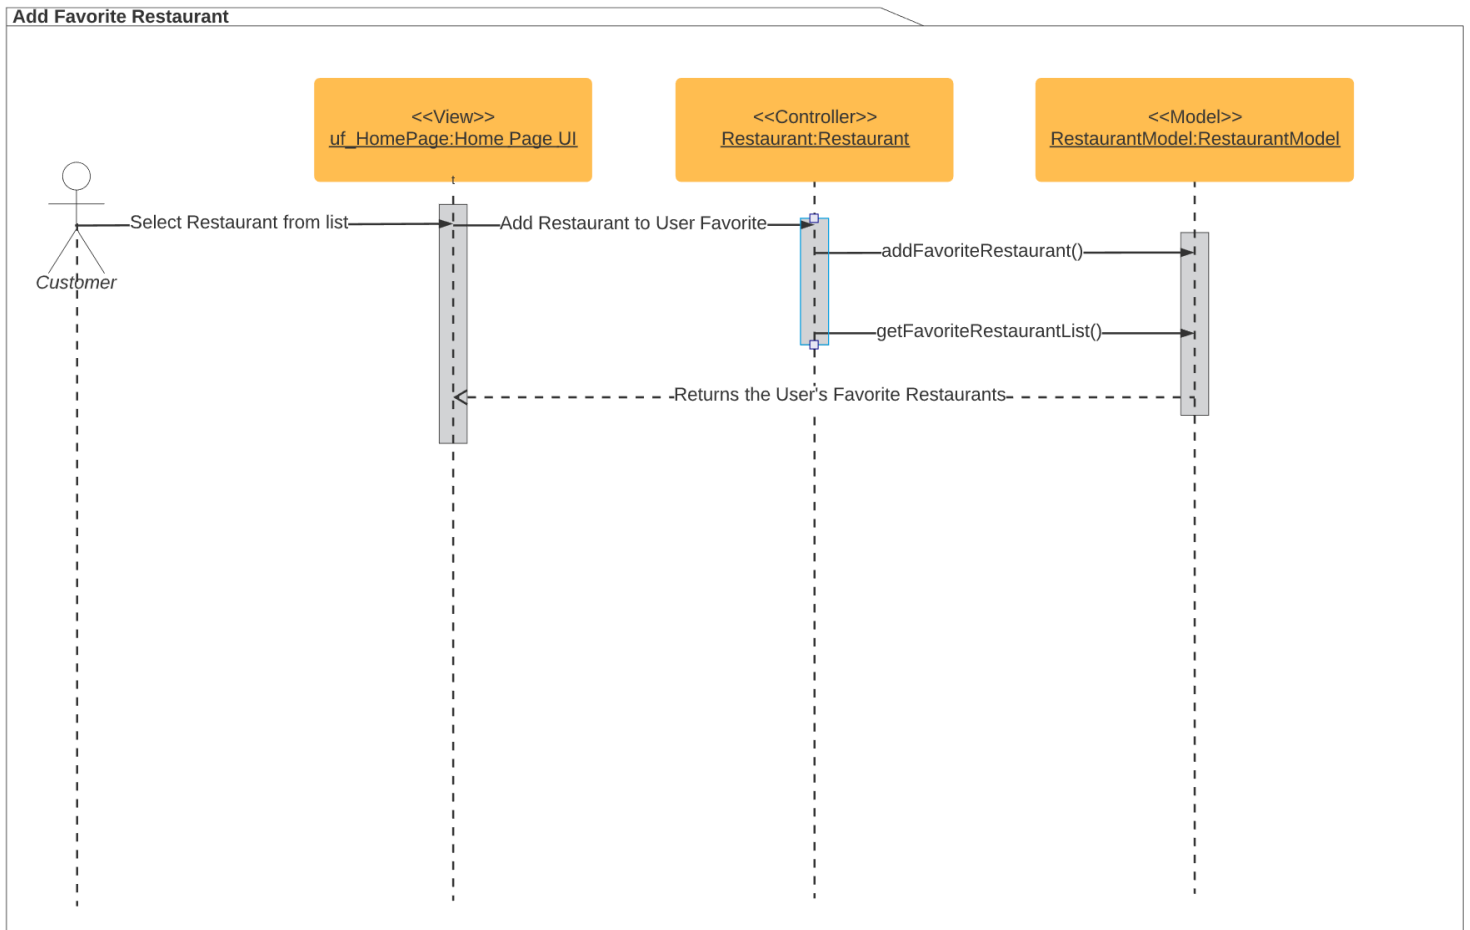 Add Favorite Restaurant
<<View>>
uf_HomePage:Home Page UI
t
<<Controller>>
Restaurant:Restaurant
<<Model>>
RestaurantModel:RestaurantModel
Select Restaurant from list
Add Restaurant to User Favorite
addFavoriteRestaurant()
Customer
getFavoriteRestaurantList()
Returns the User's Favorite Restaurants